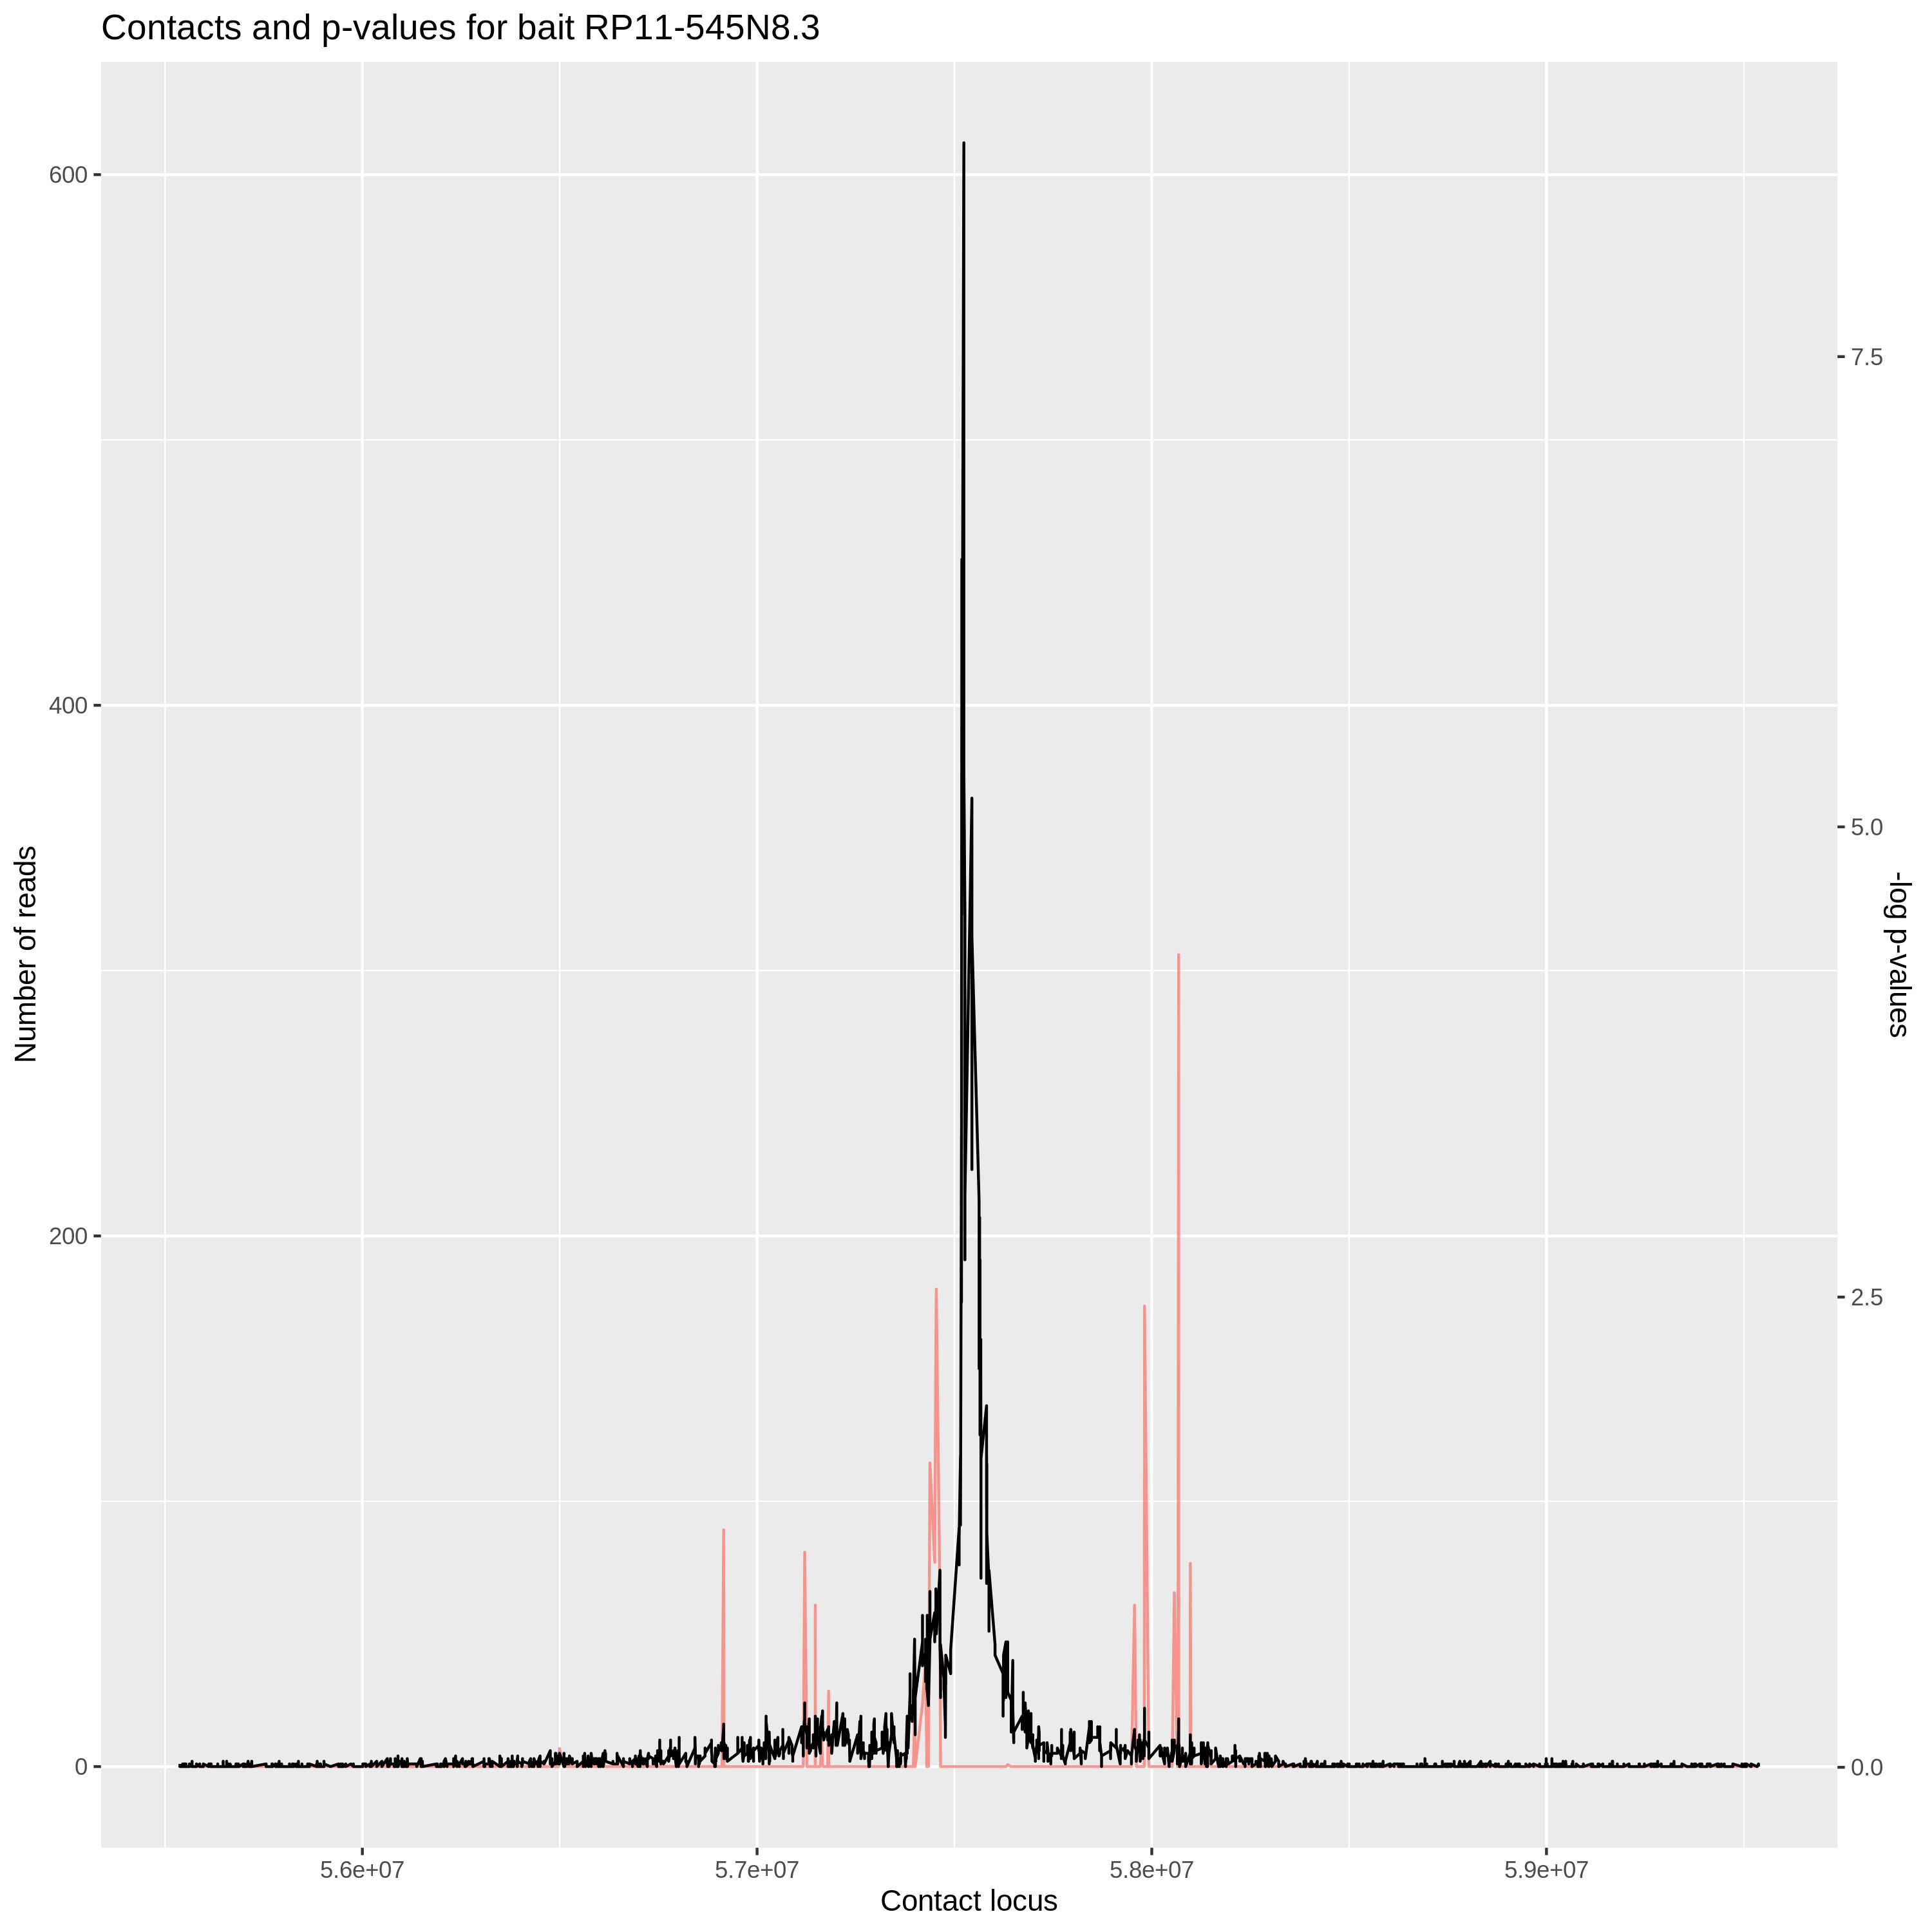 Contacts and p-values for bait RP11-545N8.3
600
400
200
0
7.5
5.0
2.5
0.0
Number of reads
-log p-values
5.6e+07
5.7e+07
5.8e+07
5.9e+07
Contact locus